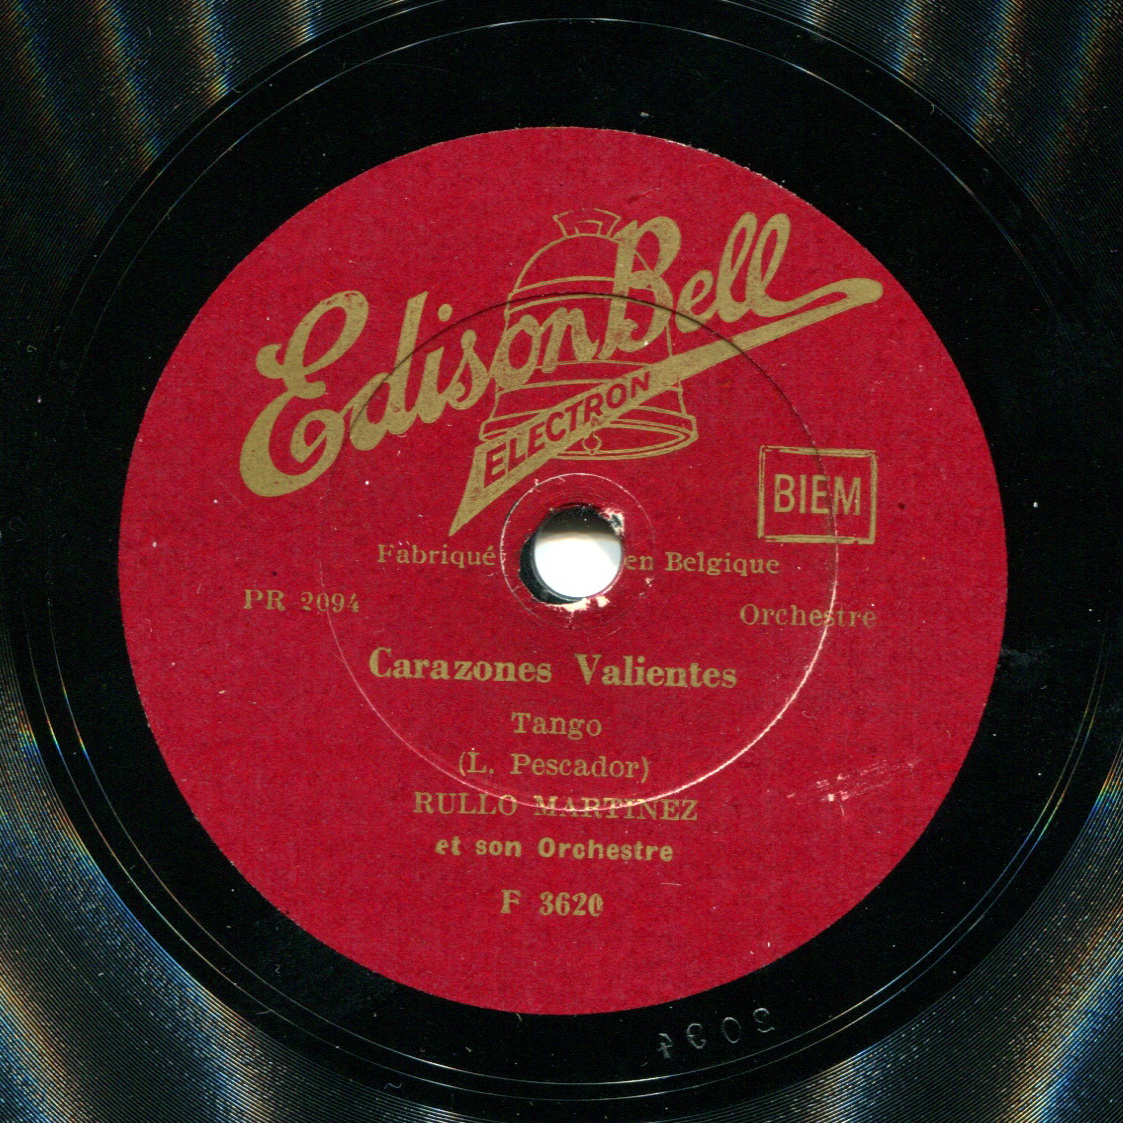 Edison Bell
ELECTRON
BIEM
Fabriqué en Belgique
PR 2094
Orchestre
Carazones Valientes
Tango
(L. Pescador)
RULLO MARTINEZ
et son Orchestre
F 3620